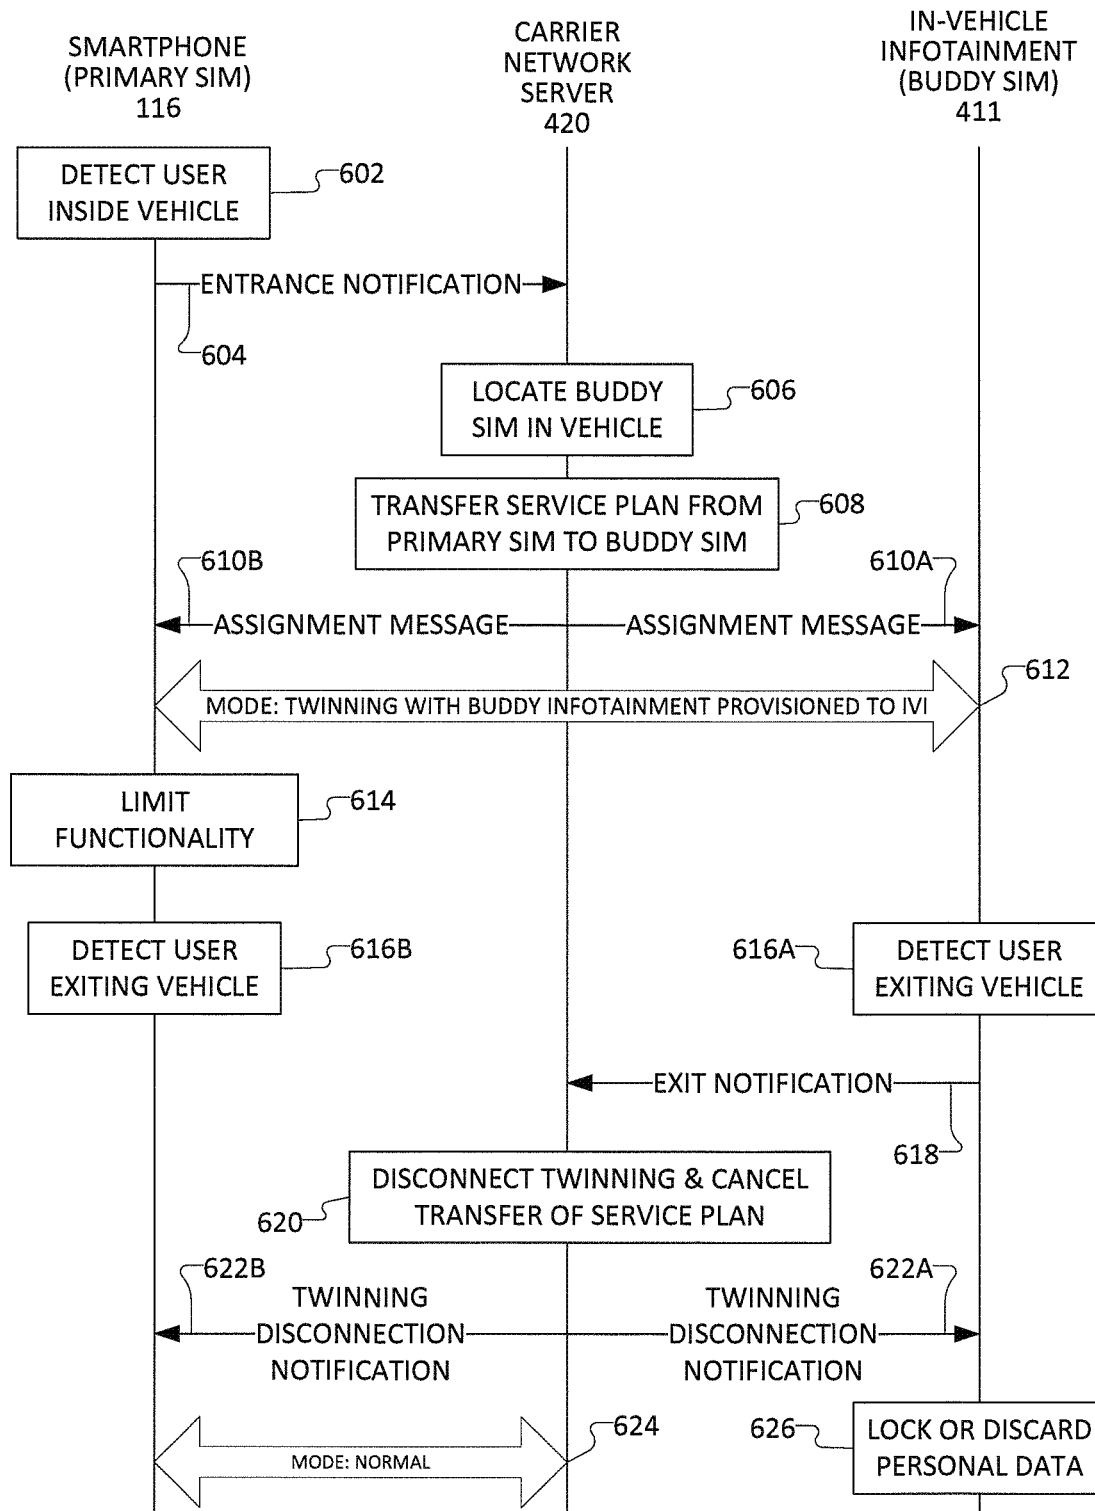 SMARTPHONE
(PRIMARY SIM)
116
CARRIER
NETWORK
SERVER
420
IN-VEHICLE
INFOTAINMENT
(BUDDY SIM)
411
DETECT USER
INSIDE VEHICLE
602
ENTRANCE NOTIFICATION
604
LOCATE BUDDY
SIM IN VEHICLE
606
TRANSFER SERVICE PLAN FROM
PRIMARY SIM TO BUDDY SIM
608
610B
610A
ASSIGNMENT MESSAGE
ASSIGNMENT MESSAGE
612
MODE: TWINNING WITH BUDDY INFOTAINMENT PROVISIONED TO IVI
LIMIT
FUNCTIONALITY
614
DETECT USER
EXITING VEHICLE
616B
616A
DETECT USER
EXITING VEHICLE
EXIT NOTIFICATION
618
DISCONNECT TWINNING & CANCEL
TRANSFER OF SERVICE PLAN
620
622B
622A
TWINNING
DISCONNECTION
NOTIFICATION
TWINNING
DISCONNECTION
NOTIFICATION
624
MODE: NORMAL
626
LOCK OR DISCARD
PERSONAL DATA